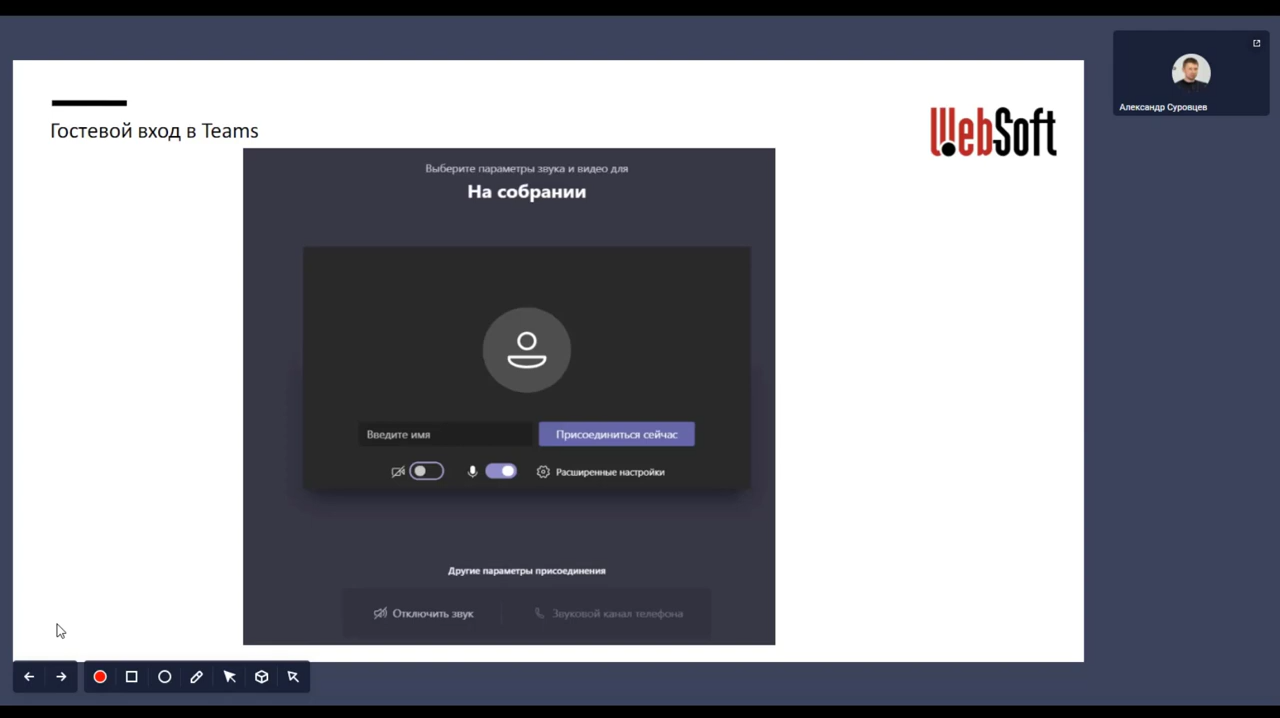 Александр Суровцев
Гостевой вход в Teams
WebSoft
Выберите параметры звука и видео для
На собрании
Введите имя
Присоединиться сейчас
Расширенные настройки
Другие параметры присоединения
Отключить звук
Звуковой канал телефона